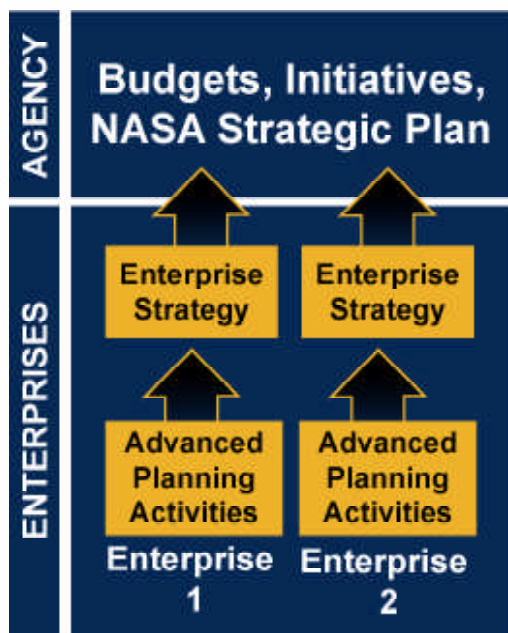 AGENCY
Budgets, Initiatives,
NASA Strategic Plan
ENTERPRISES
Enterprise
Strategy
Enterprise
Strategy
Advanced
Planning
Activities
Advanced
Planning
Activities
Enterprise
1
Enterprise
2